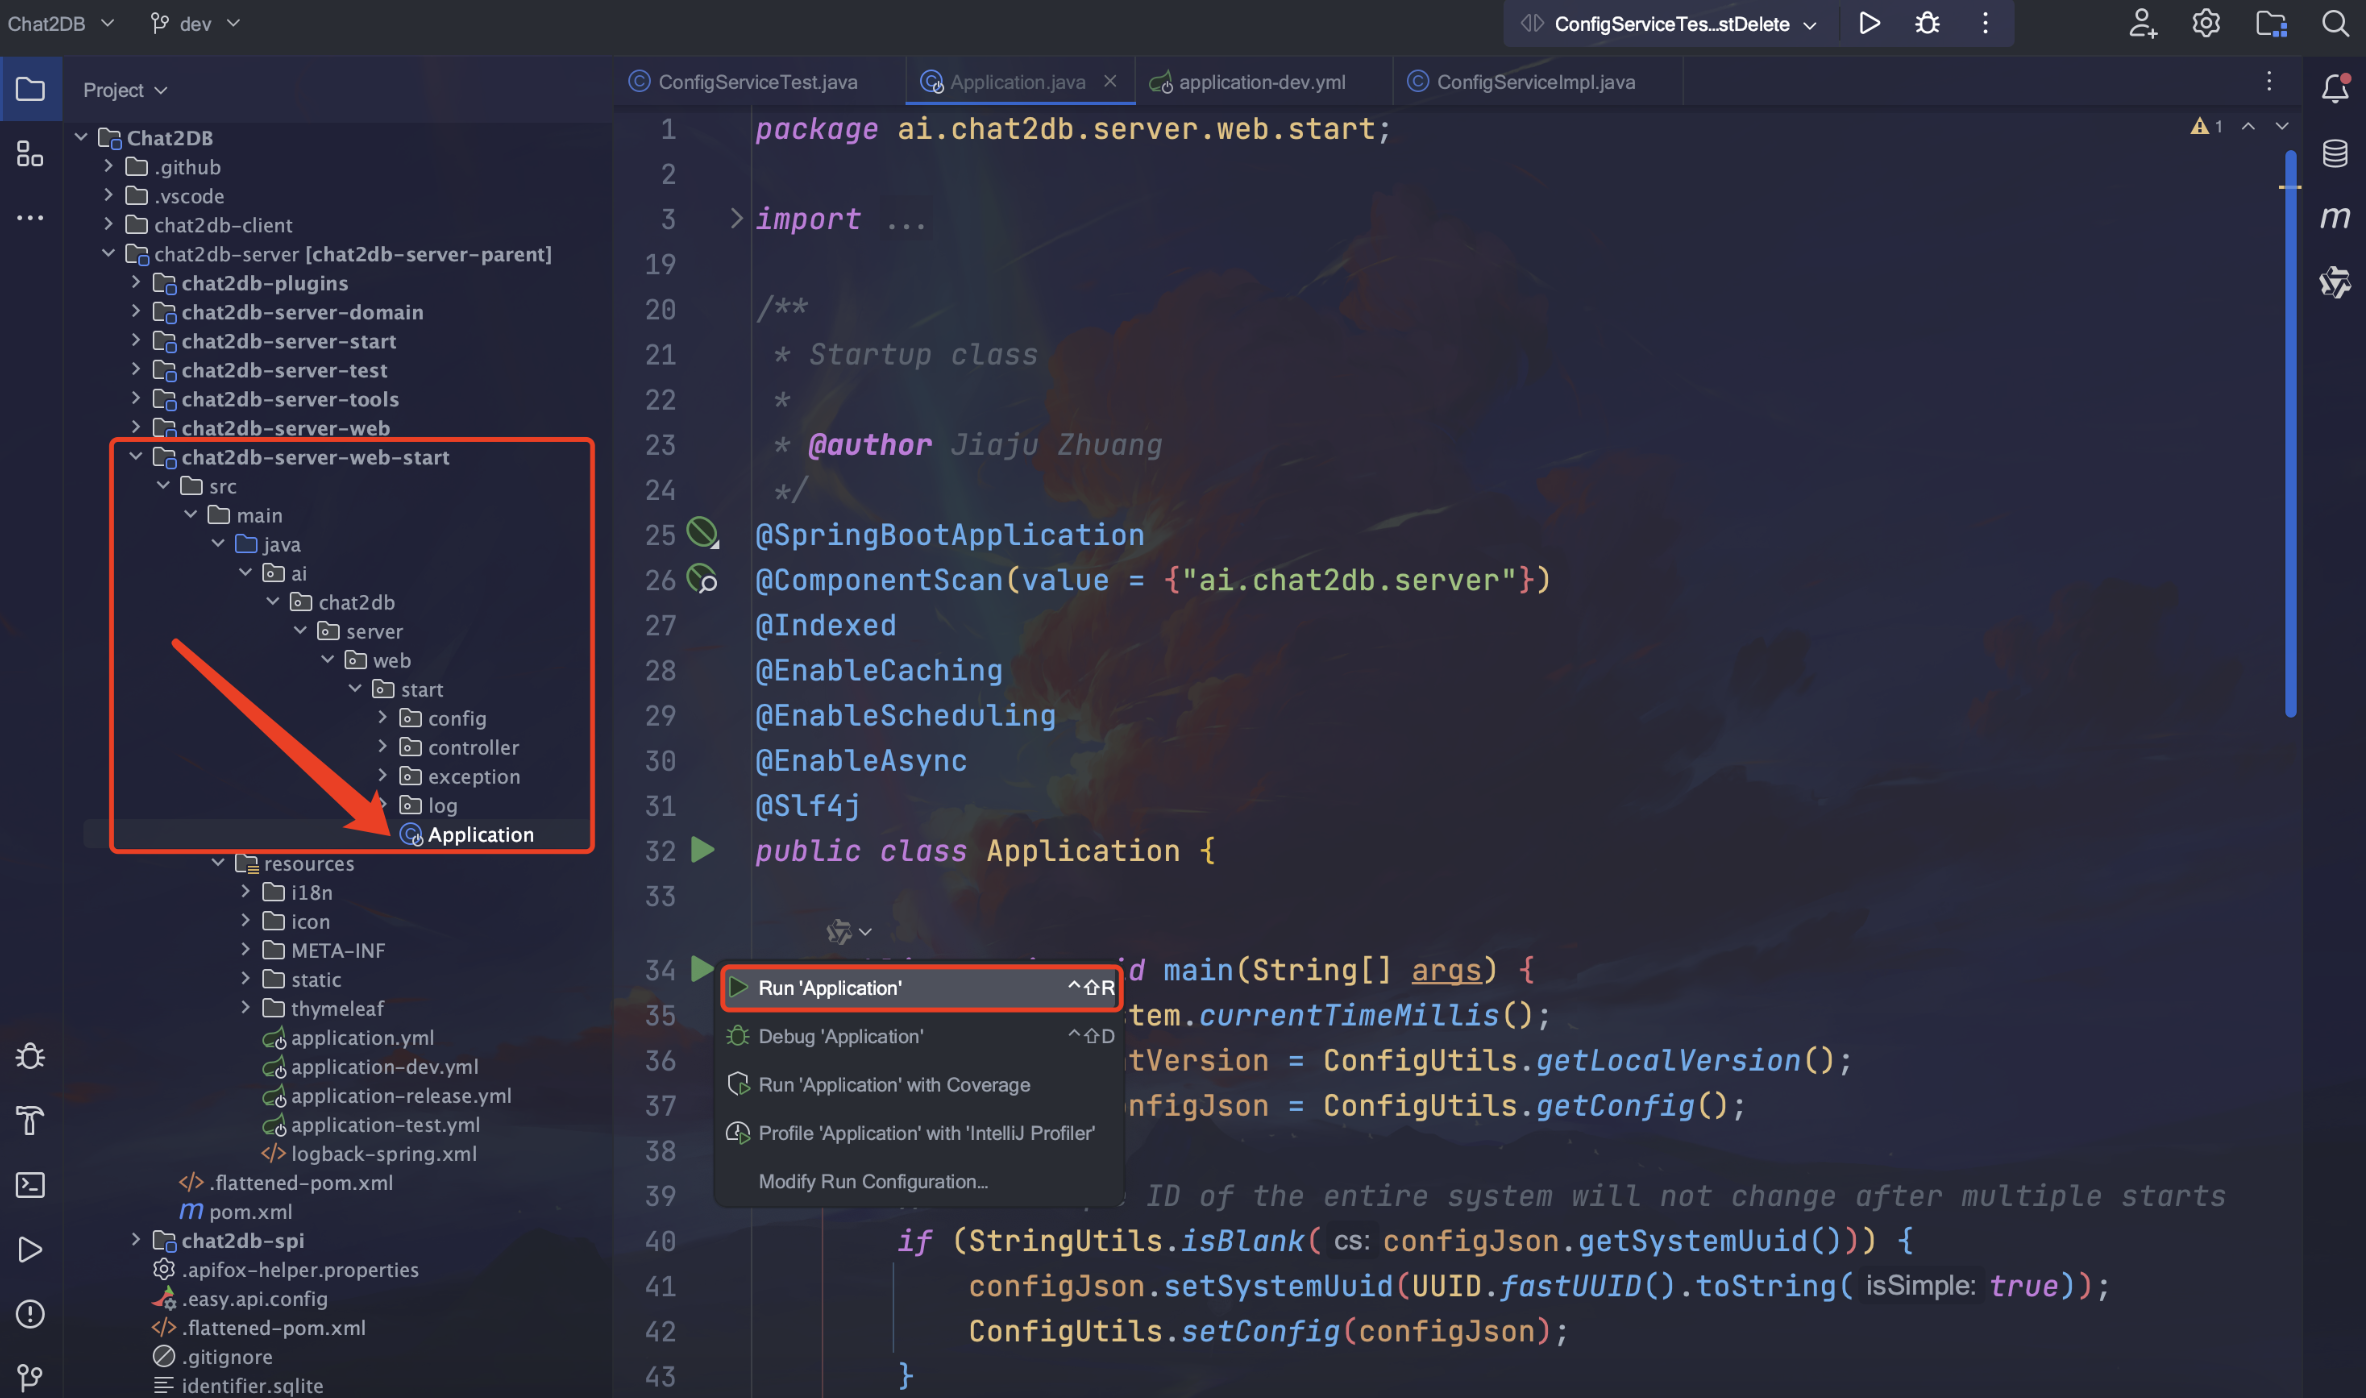 Chat2DB
dev
ConfigServiceTes...stDelete
Project
ConfigServiceTest.java
Application.java
application-dev.yml
ConfigServiceImpl.java
Chat2DB
.github
.vscode
chat2db-client
chat2db-server [chat2db-server-parent]
chat2db-plugins
chat2db-server-domain
chat2db-server-start
chat2db-server-test
chat2db-server-tools
chat2db-server-web
chat2db-server-web-start
src
main
java
ai
chat2db
server
web
start
config
controller
exception
log
Application
resources
i18n
icon
META-INF
static
thymeleaf
application.yml
application-dev.yml
application-release.yml
application-test.yml
logback-spring.xml
.flattened-pom.xml
pom.xml
chat2db-spi
.apifox-helper.properties
.easy.api.config
.flattened-pom.xml
.gitignore
identifier.sqlite
1
1 package ai.chat2db.server.web.start;
2
3 import ...
19
20 /**
21 * Startup class
22 *
23 * @author Jiaju Zhuang
24 */
25 @SpringBootApplication
26 @ComponentScan(value = {"ai.chat2db.server"})
27 @Indexed
28 @EnableCaching
29 @EnableScheduling
30 @EnableAsync
31 @Slf4j
32 public class Application {
33
34 id main(String[] args) {
35 tem.currentTimeMillis();
36 tVersion = ConfigUtils.getLocalVersion();
37 nfigJson = ConfigUtils.getConfig();
38
39 ID of the entire system will not change after multiple starts
40 if (StringUtils.isBlank( cs: configJson.getSystemUuid())) {
41 configJson.setSystemUuid(UUID.fastUUID().toString( isSimple: true));
42 ConfigUtils.setConfig(configJson);
43 }
Run 'Application' ^⇧R
Debug 'Application' ^⇧D
Run 'Application' with Coverage
Profile 'Application' with 'IntelliJ Profiler'
Modify Run Configuration...
m